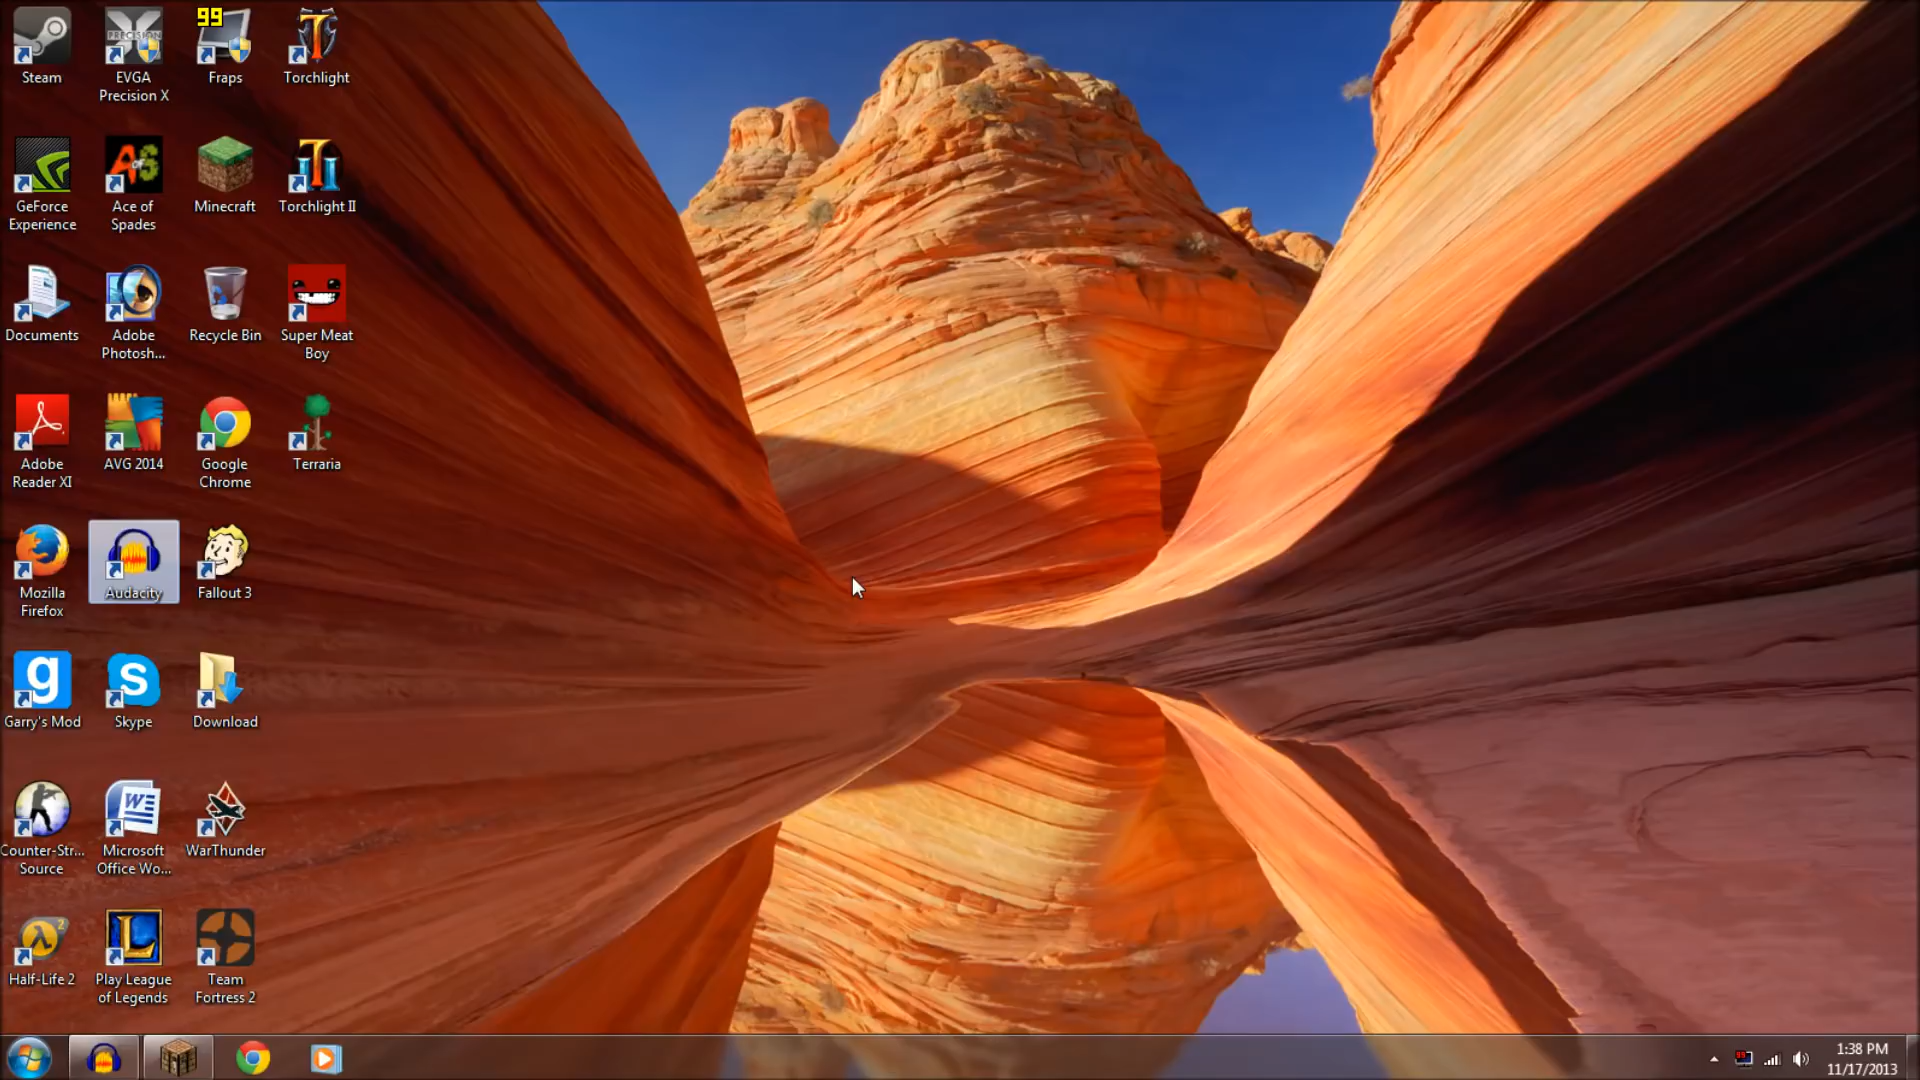 99
Steam
EVGA
Precision X
Fraps
Torchlight
GeForce
Experience
Ace of
Spades
Minecraft
Torchlight II
Documents
Adobe
Photosh...
Recycle Bin
Super Meat
Boy
Adobe
Reader XI
AVG 2014
Google
Chrome
Terraria
Mozilla
Firefox
Audacity
Fallout 3
Garry's Mod
Skype
Download
Counter-Str...
Source
Microsoft
Office Wo...
WarThunder
Half-Life 2
Play League
of Legends
Team
Fortress 2
1:38 PM
11/17/2013